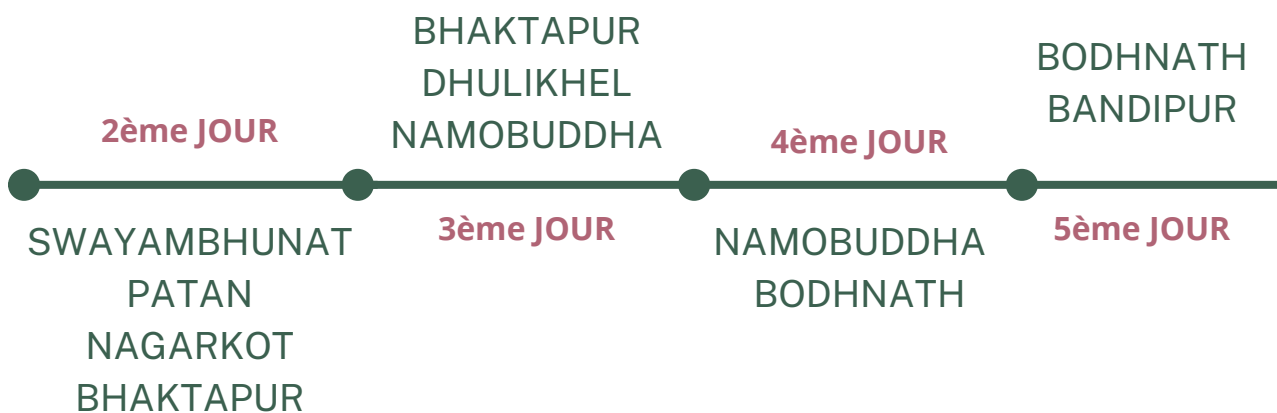 2ème JOUR
SWAYAMBHUNAT
PATAN
NAGARKOT
BHAKTAPUR
BHAKTAPUR
DHULIKHEL
NAMOBUDDHA
3ème JOUR
4ème JOUR
NAMOBUDDHA
BODHNATH
BODHNATH
BANDIPUR
5ème JOUR